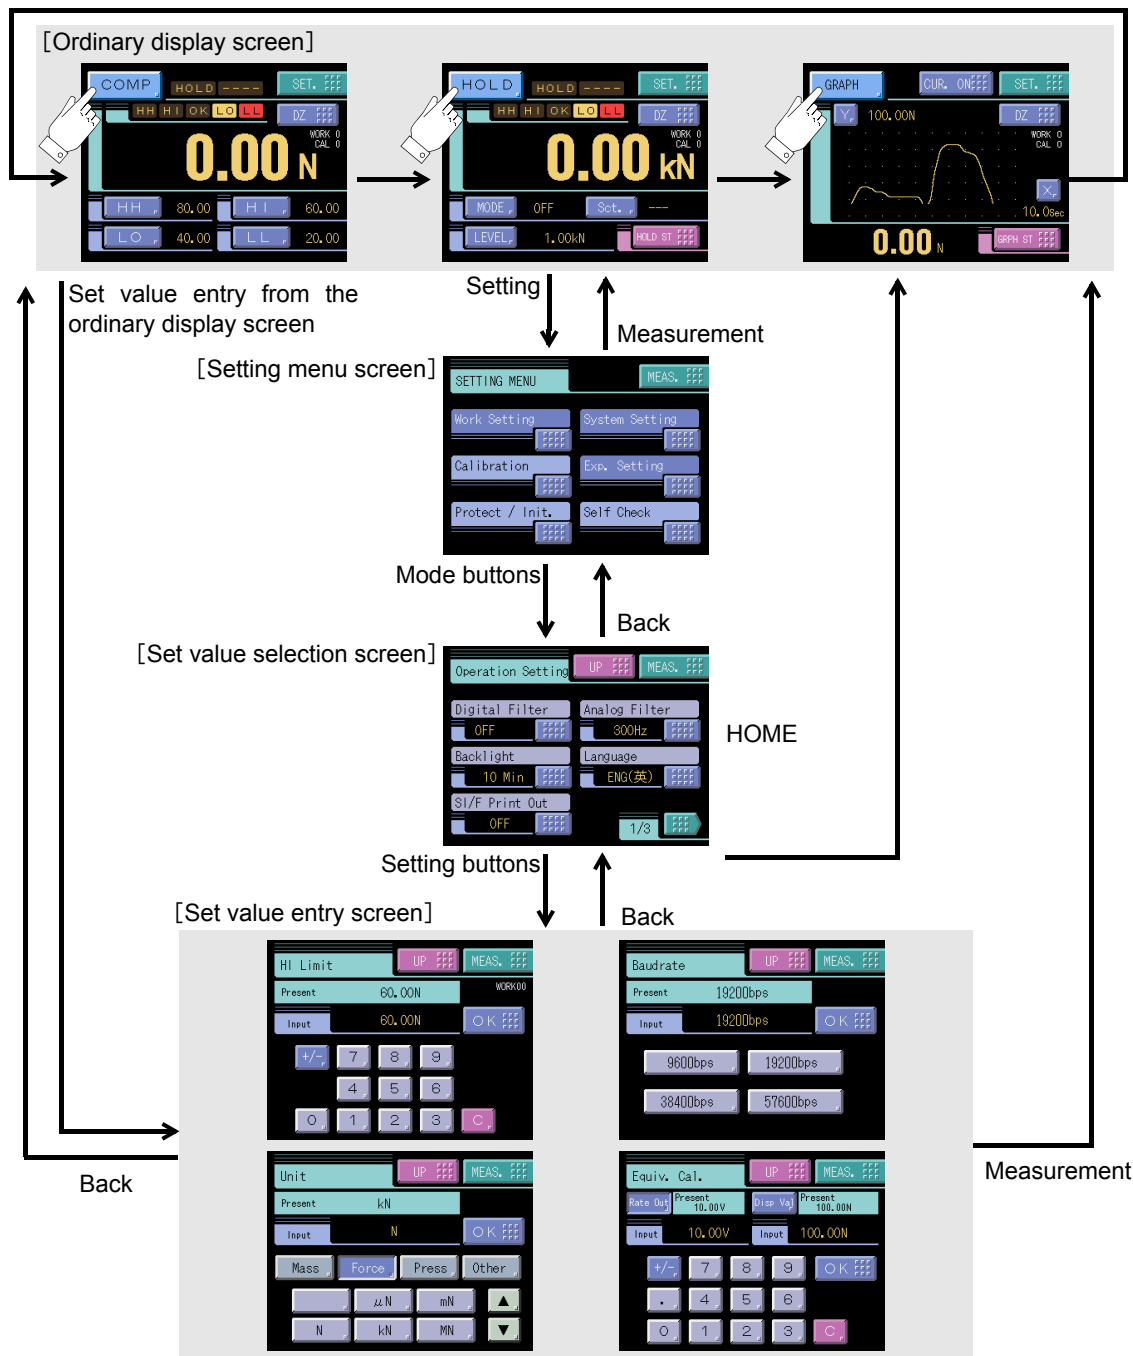 [Ordinary display screen]
COMP HOLD ---- SET.
HH HI OK LO LL DZ
WORK 0
CAL 0
0.00 N
HH 80.00 HI 60.00
LO 40.00 LL 20.00
HOLD HOLD ---- SET.
HH HI OK LO LL DZ
WORK 0
CAL 0
0.00 kN
MODE OFF Sct. ---
LEVEL 1.00kN HOLD ST
GRAPH CUR. ON SET.
Y 100.00N DZ
WORK 0
CAL 0
X
10.0Sec
0.00 N GRPH ST
Set value entry from the
ordinary display screen
Setting
Measurement
[Setting menu screen]
SETTING MENU MEAS.
Work Setting System Setting
Calibration Exp. Setting
Protect / Init. Self Check
Mode buttons
Back
[Set value selection screen]
Operation Setting UP MEAS.
Digital Filter Analog Filter
OFF 300Hz
Backlight Language
10 Min ENG(英)
SI/F Print Out
OFF 1/3
HOME
Setting buttons
Back
[Set value entry screen]
HI Limit UP MEAS.
Present 60.00N WORK00
Input 60.00N OK
+/- 7 8 9
4 5 6
0 1 2 3 C
Baudrate UP MEAS.
Present 19200bps
Input 19200bps OK
9600bps 19200bps
38400bps 57600bps
Unit UP MEAS.
Present kN
Input N OK
Mass Force Press Other
μN mN ▲
N kN MN ▼
Equiv. Cal. UP MEAS.
Rate Out Present 10.00V Disp Val Present 100.00N
Input 10.00V Input 100.00N
+/- 7 8 9 OK
. 4 5 6
0 1 2 3 C
Back
Measurement